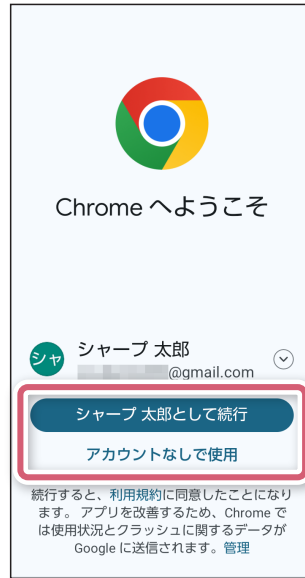 Chrome へようこそ
シャ
シャープ 太郎
@gmail.com
シャープ 太郎として続行
アカウントなしで使用
続行すると、利用規約に同意したことになり
ます。 アプリを改善するため、Chrome で
は使用状況とクラッシュに関するデータが
Google に送信されます。管理